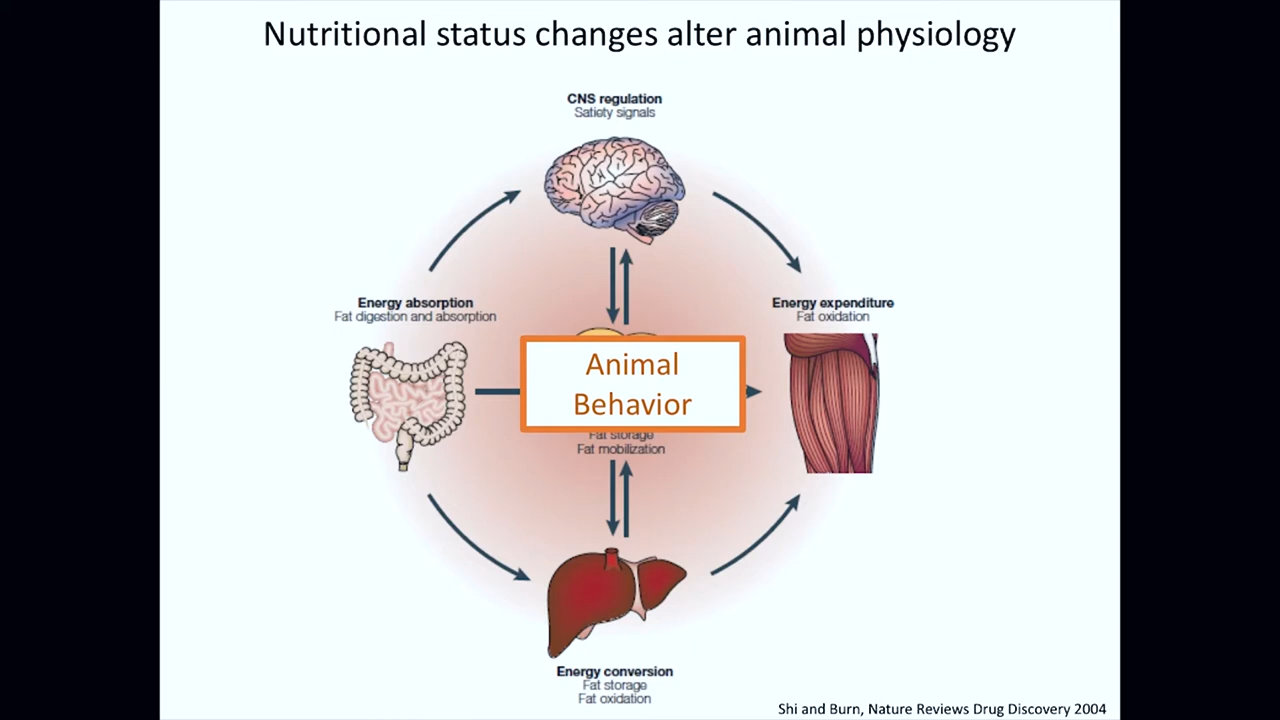 Nutritional status changes alter animal physiology
CNS regulation
Satiety signals
Energy absorption
Fat digestion and absorption
Energy expenditure
Fat oxidation
Animal
Behavior
Fat storage
Fat mobilization
Energy conversion
Fat storage
Fat oxidation
Shi and Burn, Nature Reviews Drug Discovery 2004